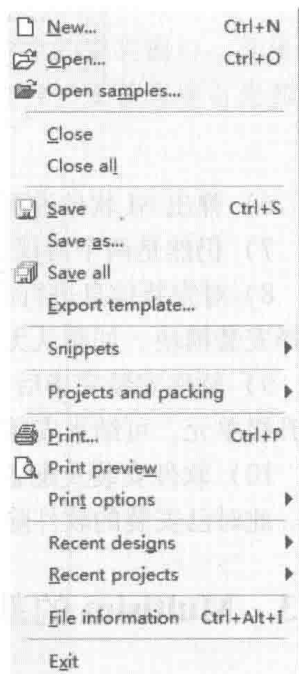 New... Ctrl+N
Open... Ctrl+O
Open samples...
Close
Close all
Save Ctrl+S
Save as...
Save all
Export template...
Snippets
Projects and packing
Print... Ctrl+P
Print preview
Print options
Recent designs
Recent projects
File information Ctrl+Alt+I
Exit